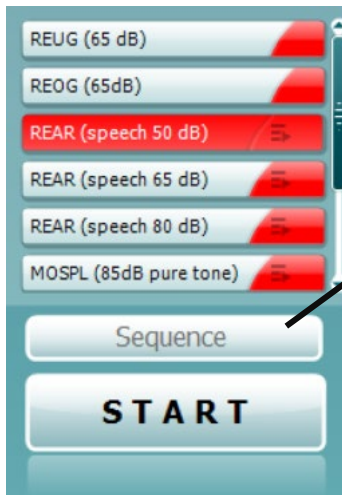 REUG (65 dB)
REOG (65dB)
REAR (speech 50 dB)
REAR (speech 65 dB)
REAR (speech 80 dB)
MOSPL (85dB pure tone)
Sequence
START